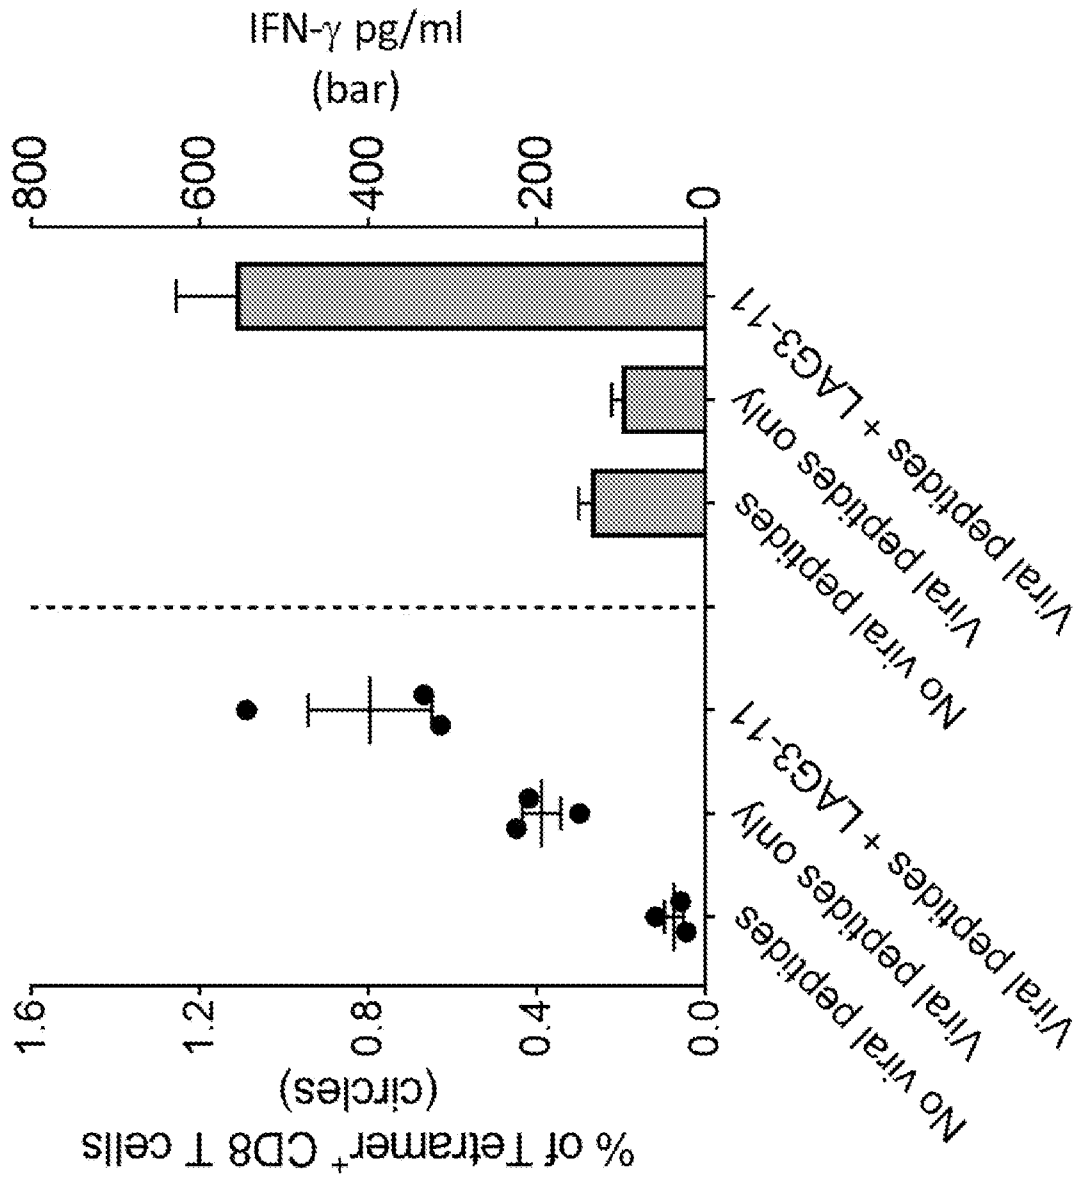 % of Tetramer⁺ CD8 T cells
(circles)
1.6
1.2
0.8
0.4
0.0
IFN-γ pg/ml
(bar)
800
600
400
200
0
No viral peptides
Viral peptides only
Viral peptides + LAG3-11
No viral peptides
Viral peptides only
Viral peptides + LAG3-11